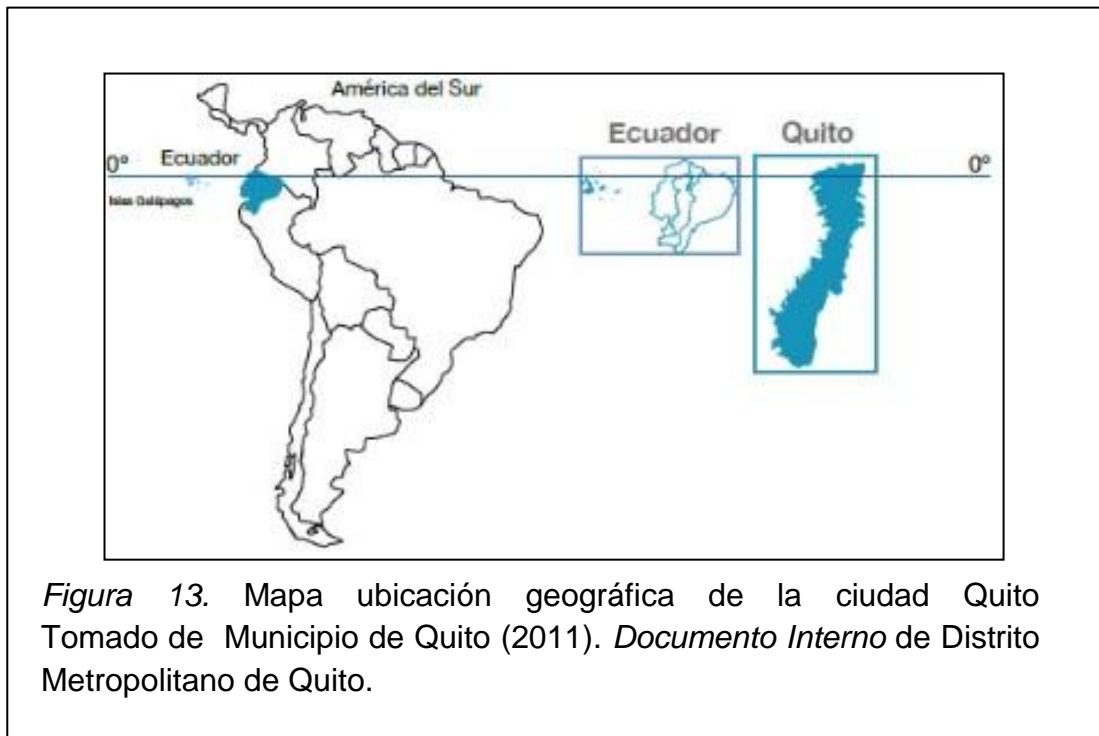 América del Sur
Ecuador
Quito
0°
Ecuador
0°
Islas Galápagos
Figura 13. Mapa ubicación geográfica de la ciudad Quito
Tomado de Municipio de Quito (2011). Documento Interno de Distrito
Metropolitano de Quito.